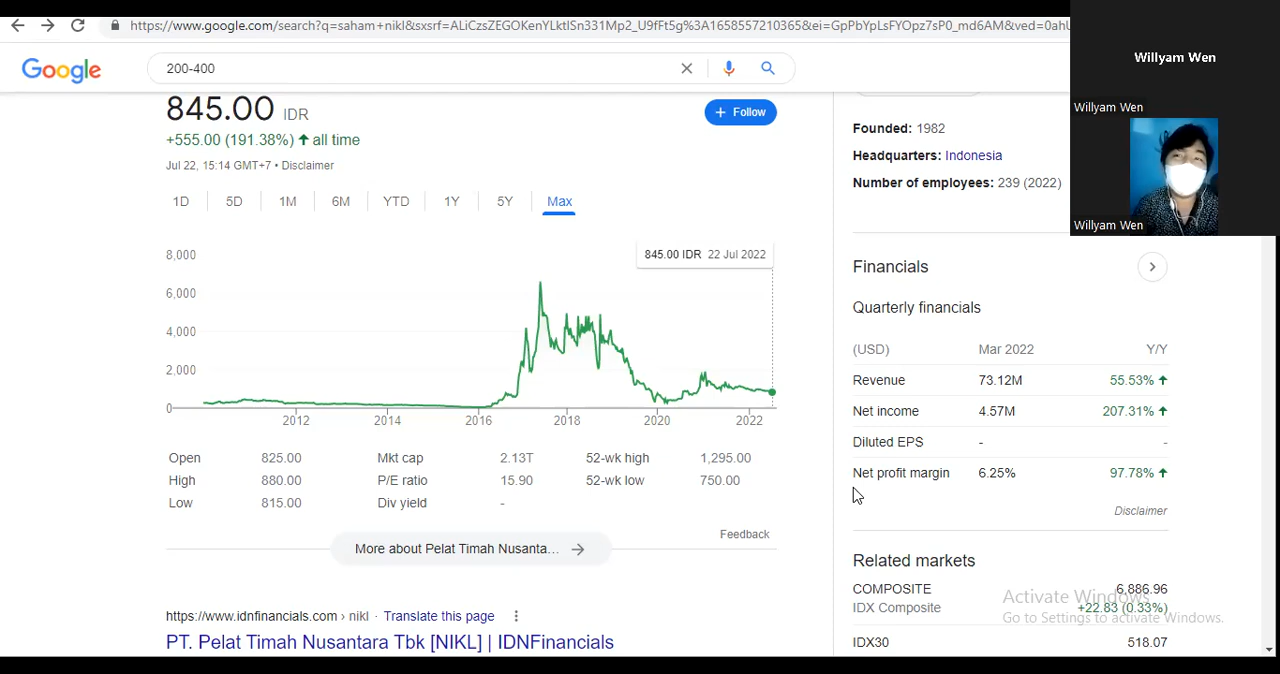 https://www.google.com/search?q=saham+nikl&sxsrf=ALiCzsZEGOKenYLktlSn331Mp2_U9fFt5g%3A1658557210365&ei=GpPbYpLsFYOpz7sP0_md6AM&ved=0ahU
Google
200-400
845.00 IDR
+555.00 (191.38%) ↑ all time
Jul 22, 15:14 GMT+7 • Disclaimer
+ Follow
1D 5D 1M 6M YTD 1Y 5Y Max
845.00 IDR 22 Jul 2022
8,000
6,000
4,000
2,000
0
2012 2014 2016 2018 2020 2022
Open 825.00 Mkt cap 2.13T 52-wk high 1,295.00
High 880.00 P/E ratio 15.90 52-wk low 750.00
Low 815.00 Div yield -
Feedback
More about Pelat Timah Nusanta... →
https://www.idnfinancials.com › nikl · Translate this page
PT. Pelat Timah Nusantara Tbk [NIKL] | IDNFinancials
Founded: 1982
Headquarters: Indonesia
Number of employees: 239 (2022)
Financials
Quarterly financials
(USD) Mar 2022 Y/Y
Revenue 73.12M 55.53% ↑
Net income 4.57M 207.31% ↑
Diluted EPS - -
Net profit margin 6.25% 97.78% ↑
Disclaimer
Related markets
COMPOSITE 6,886.96
IDX Composite +22.83 (0.33%)
IDX30 518.07
Activate Windows
Go to Settings to activate Windows.
Willyam Wen
Willyam Wen
Willyam Wen